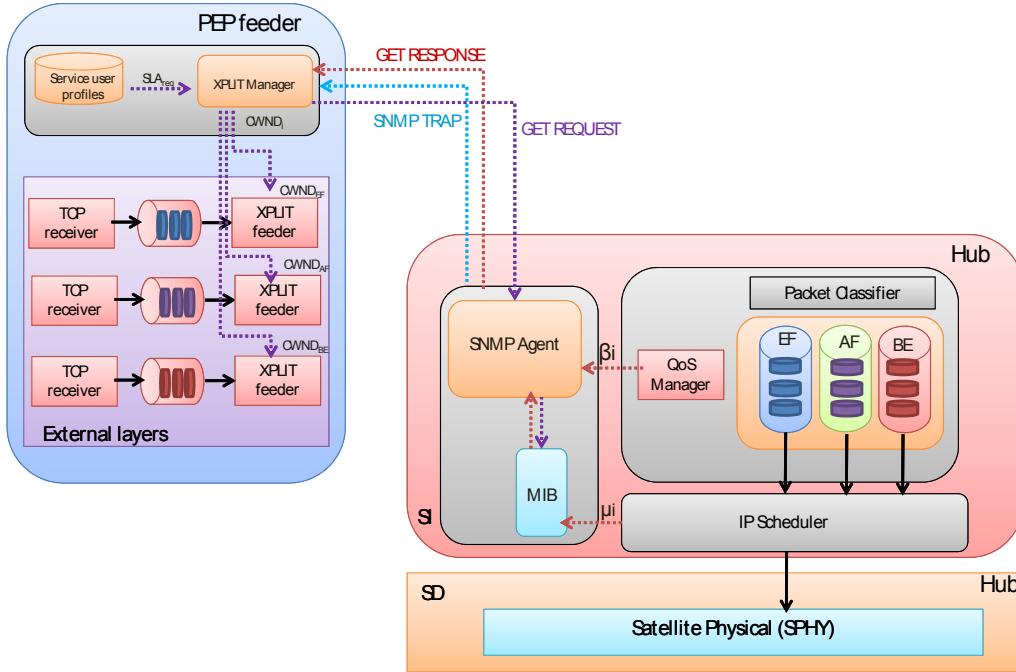 PEP feeder
Service user
profiles
SLAreq
XPLIT Manager
CWNDi
GET RESPONSE
SNMP TRAP
GET REQUEST
CWNDEF
TCP
receiver
XPLIT
feeder
CWNDAF
TCP
receiver
XPLIT
feeder
CWNDBE
TCP
receiver
XPLIT
feeder
External layers
Hub
Packet Classifier
SNMP Agent
βi
QoS
Manager
EF
AF
BE
MIB
μi
SI
IP Scheduler
SD
Hub
Satellite Physical (SPHY)